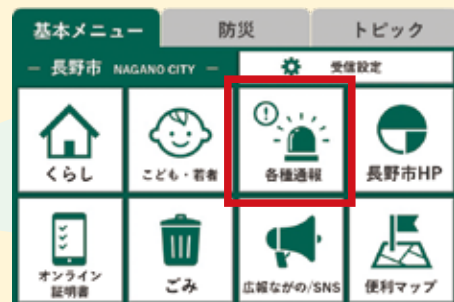 基本メニュー
防災
トピック
— 長野市 NAGANO CITY —
受信設定
くらし
こども・若者
各種通報
長野市HP
オンライン
証明書
ごみ
広報ながの/SNS
便利マップ